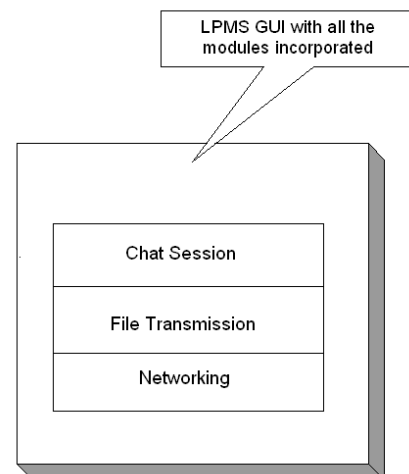 LPMS GUI with all the
modules incorporated
Chat Session
File Transmission
Networking